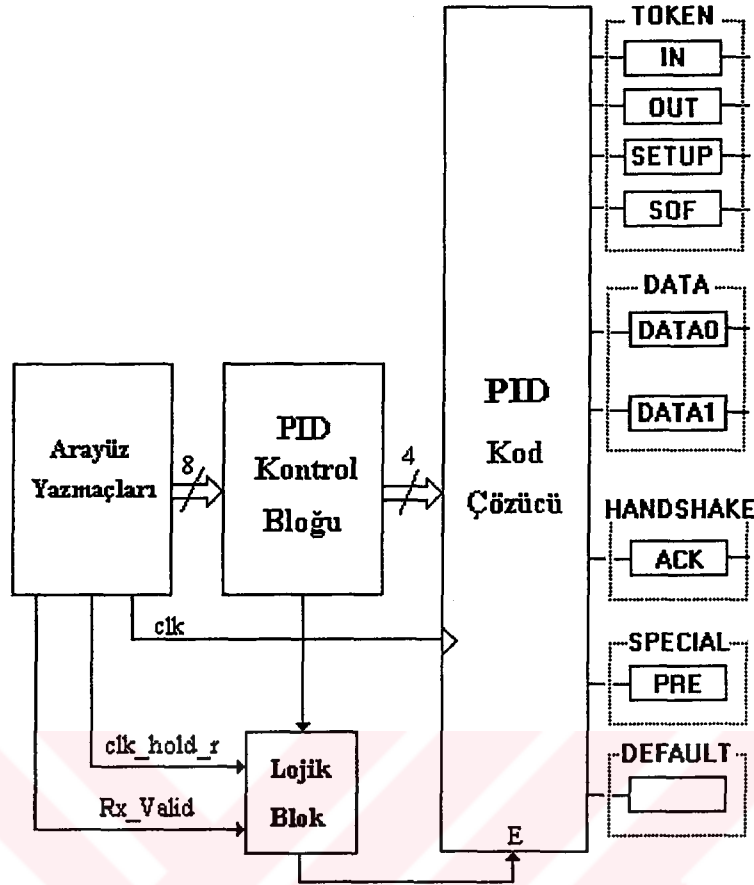 TOKEN
IN
OUT
SETUP
SOF
DATA
DATA0
DATA1
HANDSHAKE
ACK
SPECIAL
PRE
DEFAULT
PID
Kod
Çözücü
E
Arayüz
Yazmaçları
8
PID
Kontrol
Bloğu
4
clk
clk_hold_r
Rx_Valid
Lojik
Blok